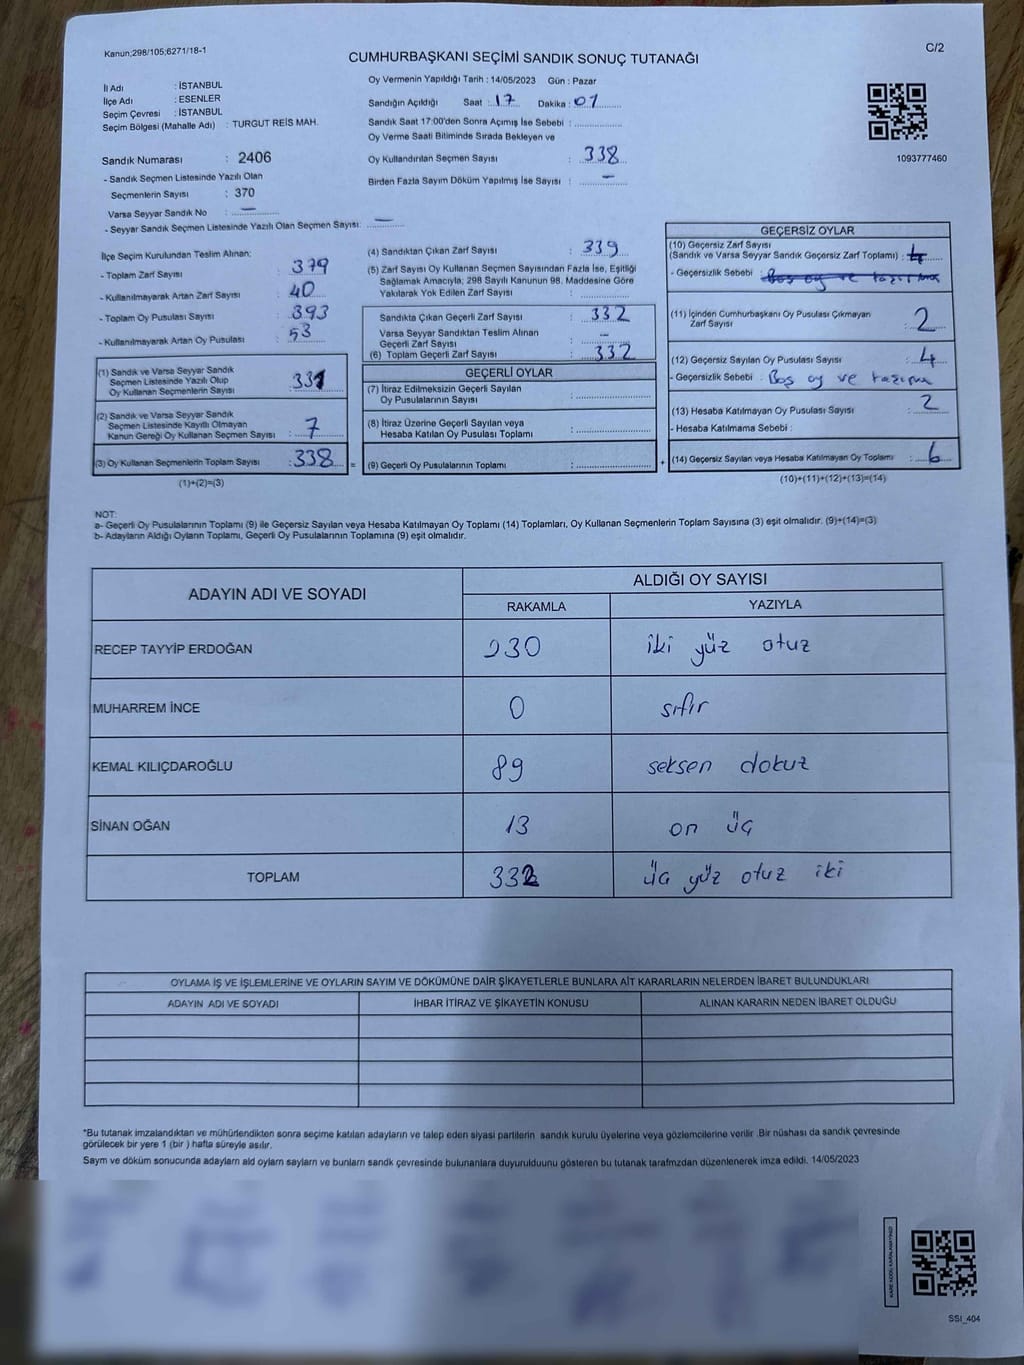 Kanun;298/105;6271/18-1
C/2
CUMHURBAŞKANI SEÇİMİ SANDIK SONUÇ TUTANAĞI
İl Adı : İSTANBUL
İlçe Adı : ESENLER
Seçim Çevresi : İSTANBUL
Seçim Bölgesi (Mahalle Adı) : TURGUT REİS MAH.
Sandık Numarası : 2406
- Sandık Seçmen Listesinde Yazılı Olan
Seçmenlerin Sayısı : 370
Varsa Seyyar Sandık No : —
- Seyyar Sandık Seçmen Listesinde Yazılı Olan Seçmen Sayısı: —
Oy Vermenin Yapıldığı Tarih : 14/05/2023 Gün : Pazar
Sandığın Açıldığı Saat : 17 Dakika : 01
Sandık Saat 17:00'den Sonra Açımış İse Sebebi :
Oy Verme Saati Bitiminde Sırada Bekleyen ve
Oy Kullandırılan Seçmen Sayısı : 338
Birden Fazla Sayım Döküm Yapılmış İse Sayısı : —
1093777460
İlçe Seçim Kurulundan Teslim Alınan:
- Toplam Zarf Sayısı : 379
- Kullanılmayarak Artan Zarf Sayısı : 40
- Toplam Oy Pusulası Sayısı : 393
- Kullanılmayarak Artan Oy Pusulası : 53
(1) Sandık ve Varsa Seyyar Sandık
Seçmen Listesinde Yazılı Olup
Oy Kullanan Seçmenlerin Sayısı : 331
(2) Sandık ve Varsa Seyyar Sandık
Seçmen Listesinde Kayıtlı Olmayan
Kanun Gereği Oy Kullanan Seçmen Sayısı : 7
(3) Oy Kullanan Seçmenlerin Toplam Sayısı : 338
(1)+(2)=(3)
(4) Sandıktan Çıkan Zarf Sayısı : 339
(5) Zarf Sayısı Oy Kullanan Seçmen Sayısından Fazla İse, Eşitliği
Sağlamak Amacıyla, 298 Sayılı Kanunun 98. Maddesine Göre
Yakılarak Yok Edilen Zarf Sayısı :
Sandıkta Çıkan Geçerli Zarf Sayısı : 332
Varsa Seyyar Sandıktan Teslim Alınan
Geçerli Zarf Sayısı : —
(6) Toplam Geçerli Zarf Sayısı : 332
GEÇERLİ OYLAR
(7) İtiraz Edilmeksizin Geçerli Sayılan
Oy Pusulalarının Sayısı :
(8) İtiraz Üzerine Geçerli Sayılan veya
Hesaba Katılan Oy Pusulası Toplamı :
= (9) Geçerli Oy Pusulalarının Toplamı :
GEÇERSİZ OYLAR
(10) Geçersiz Zarf Sayısı
(Sandık ve Varsa Seyyar Sandık Geçersiz Zarf Toplamı) : 4
- Geçersizlik Sebebi : Boş oy ve
(11) İçinden Cumhurbaşkanı Oy Pusulası Çıkmayan
Zarf Sayısı : 2
(12) Geçersiz Sayılan Oy Pusulası Sayısı : 4
- Geçersizlik Sebebi : Boş oy ve
(13) Hesaba Katılmayan Oy Pusulası Sayısı : 2
- Hesaba Katılmama Sebebi :
+ (14) Geçersiz Sayılan veya Hesaba Katılmayan Oy Toplamı : 6
(10)+(11)+(12)+(13)=(14)
NOT:
a- Geçerli Oy Pusulalarının Toplamı (9) ile Geçersiz Sayılan veya Hesaba Katılmayan Oy Toplamı (14) Toplamları, Oy Kullanan Seçmenlerin Toplam Sayısına (3) eşit olmalıdır. (9)+(14)=(3)
b- Adayların Aldığı Oyların Toplamı, Geçerli Oy Pusulalarının Toplamına (9) eşit olmalıdır.
ADAYIN ADI VE SOYADI
ALDIĞI OY SAYISI
RAKAMLA YAZIYLA
RECEP TAYYİP ERDOĞAN 230 iki yüz otuz
MUHARREM İNCE 0 sıfır
KEMAL KILIÇDAROĞLU 89 seksen dokuz
SİNAN OĞAN 13 on üç
TOPLAM 332 üç yüz otuz iki
OYLAMA İŞ VE İŞLEMLERİNE VE OYLARIN SAYIM VE DÖKÜMÜNE DAİR ŞİKAYETLERLE BUNLARA AİT KARARLARIN NELERDEN İBARET BULUNDUKLARI
ADAYIN ADI VE SOYADI İHBAR İTİRAZ VE ŞİKAYETİN KONUSU ALINAN KARARIN NEDEN İBARET OLDUĞU
*Bu tutanak imzalandıktan ve mühürlendikten sonra seçime katılan adayların ve talep eden siyasi partilerin sandık kurulu üyelerine veya gözlemcilerine verilir .Bir nüshası da sandık çevresinde
görülecek bir yere 1 (bir ) hafta süreyle asılır.
Saym ve döküm sonucunda adaylarn ald oylarn saylarn ve bunlarn sandk çevresinde bulunanlara duyurulduunu gösteren bu tutanak tarafmzdan düzenlenerek imza edildi. 14/05/2023
SSI_404